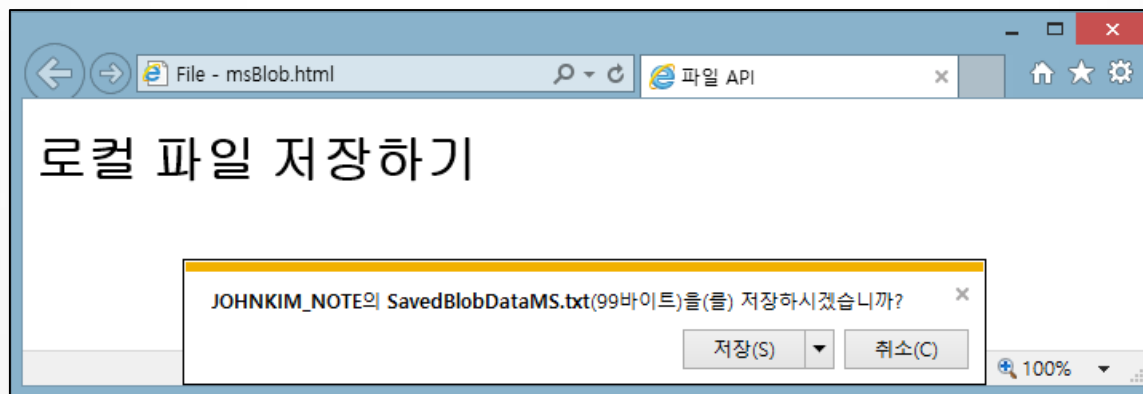 File - msBlob.html
파일 API
로컬 파일 저장하기
JOHNKIM_NOTE의 SavedBlobDataMS.txt(99바이트)을(를) 저장하시겠습니까?
저장(S)
취소(C)
100%